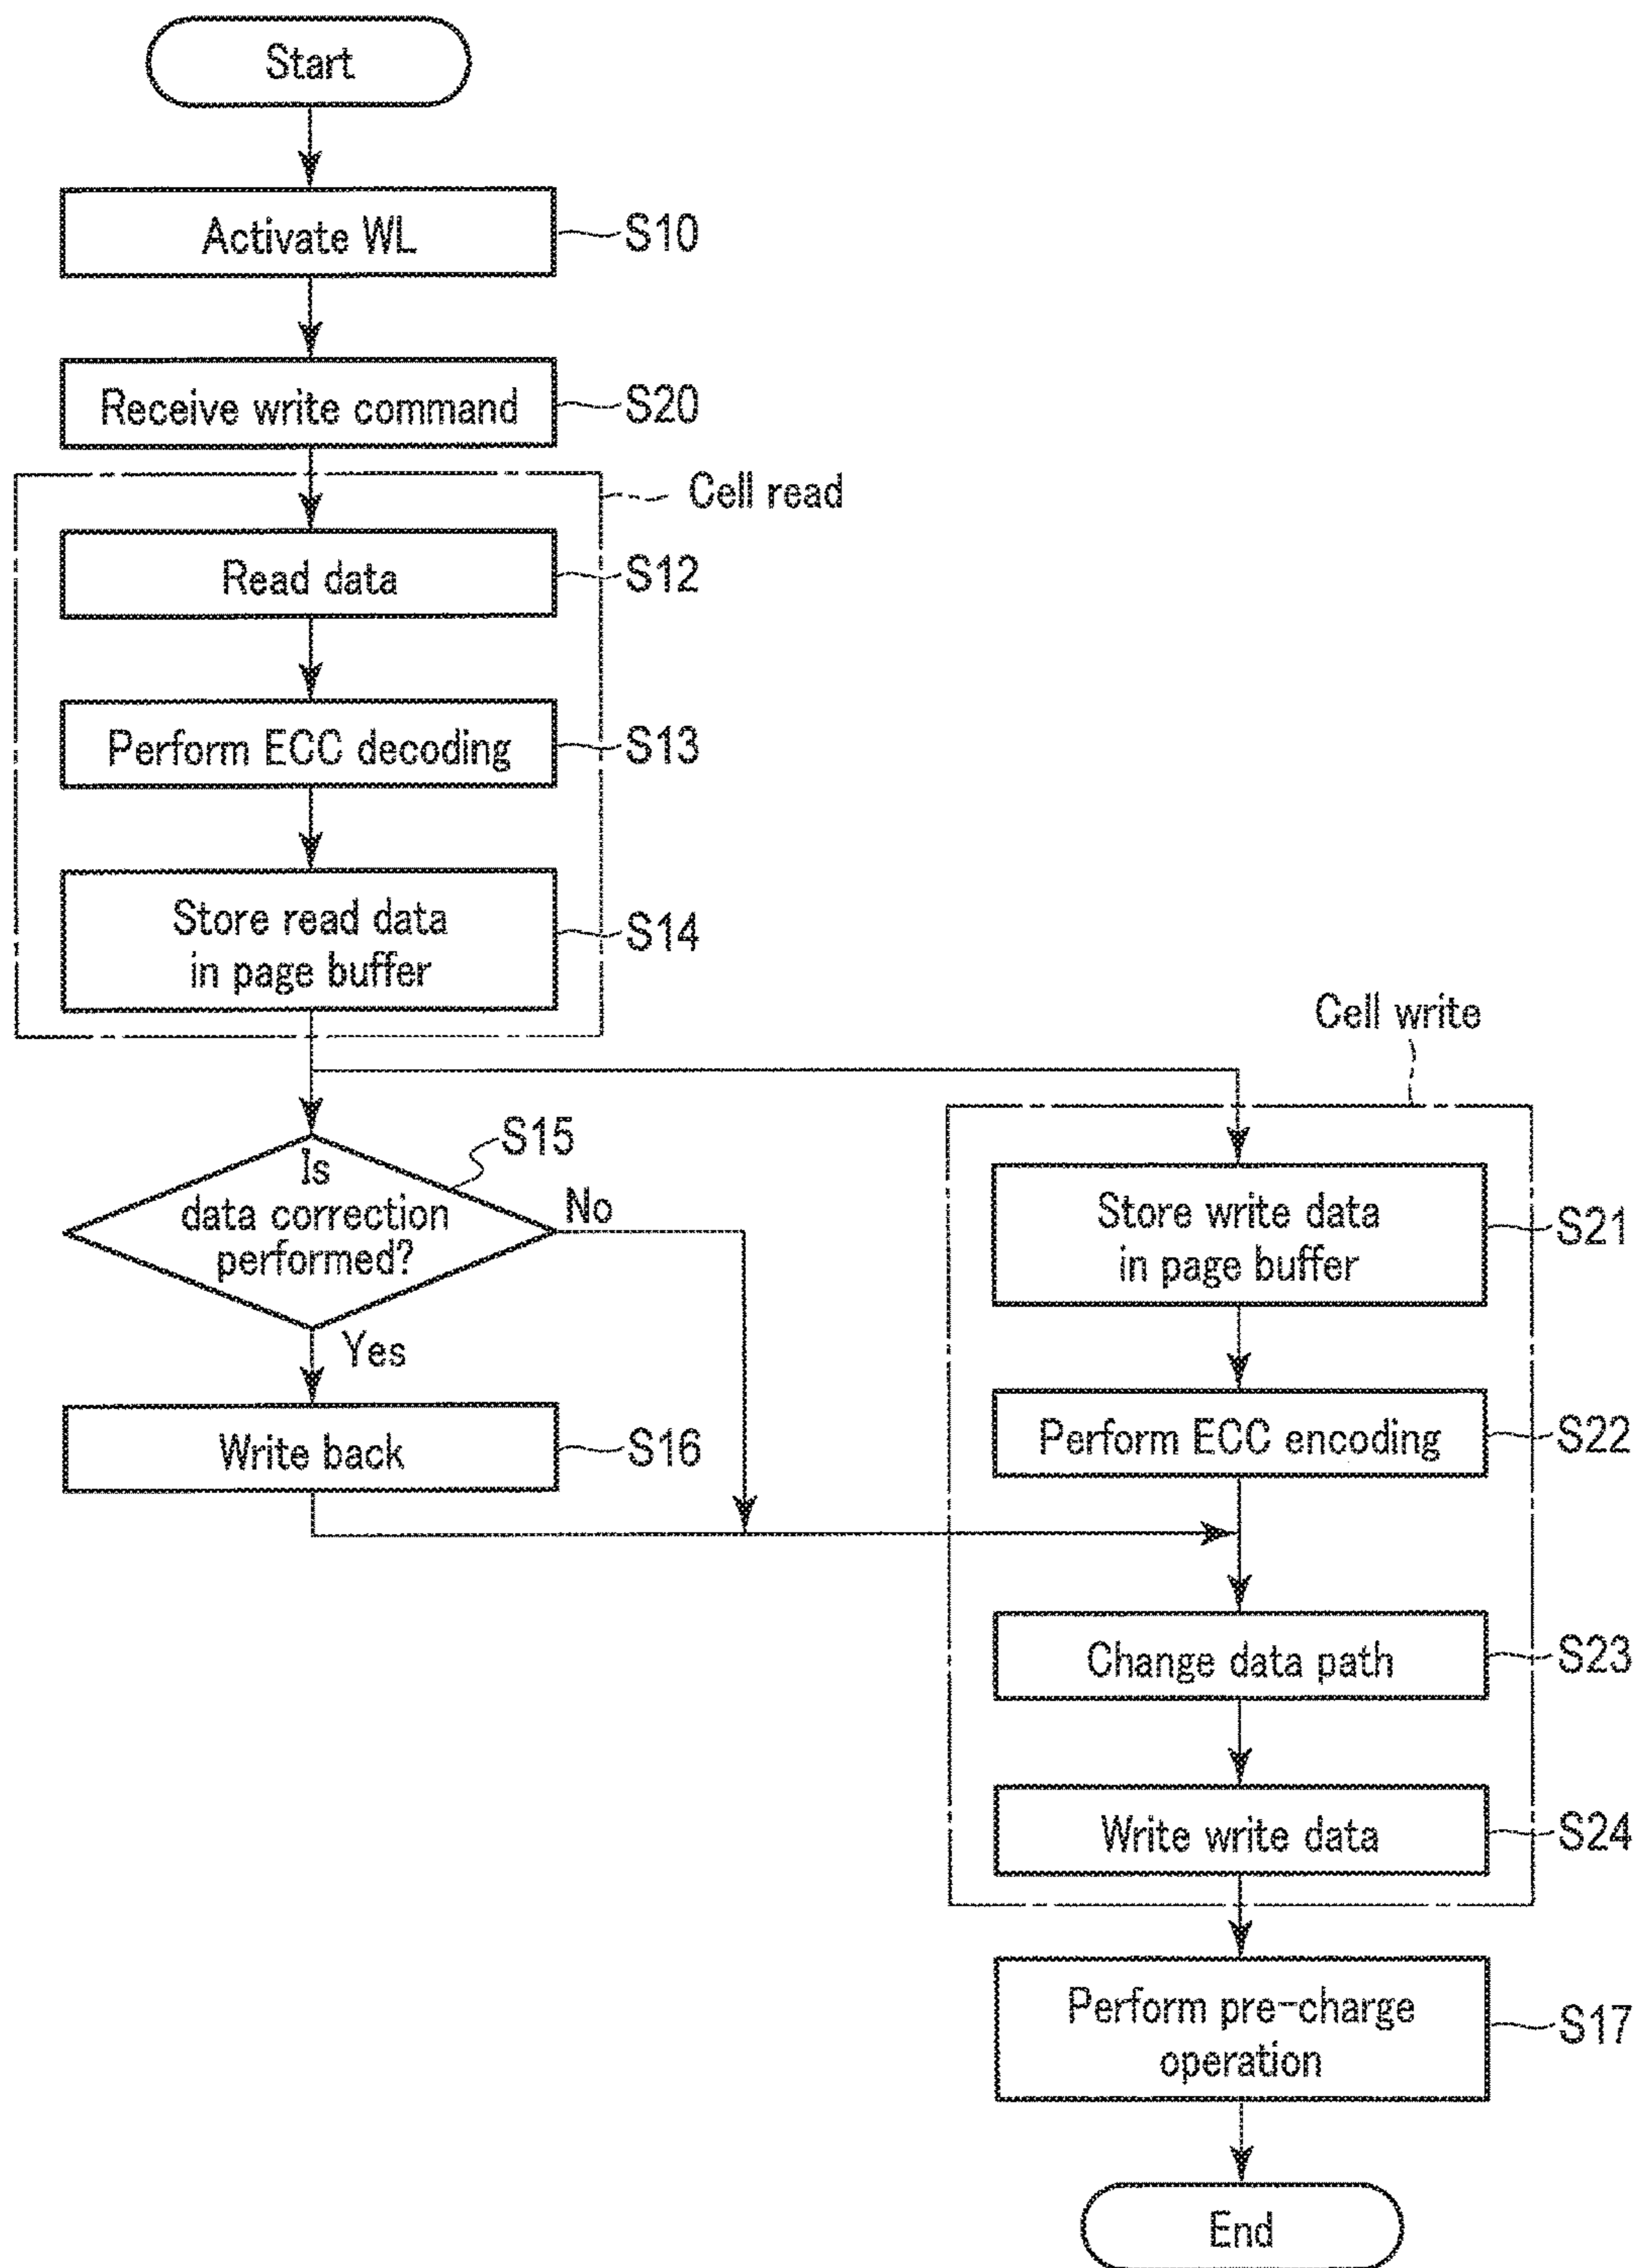 Start
Activate WL
S10
Receive write command
S20
Cell read
Read data
S12
Perform ECC decoding
S13
Store read data
in page buffer
S14
Is
data correction
performed?
S15
No
Yes
Write back
S16
Cell write
Store write data
in page buffer
S21
Perform ECC encoding
S22
Change data path
S23
Write write data
S24
Perform pre-charge
operation
S17
End